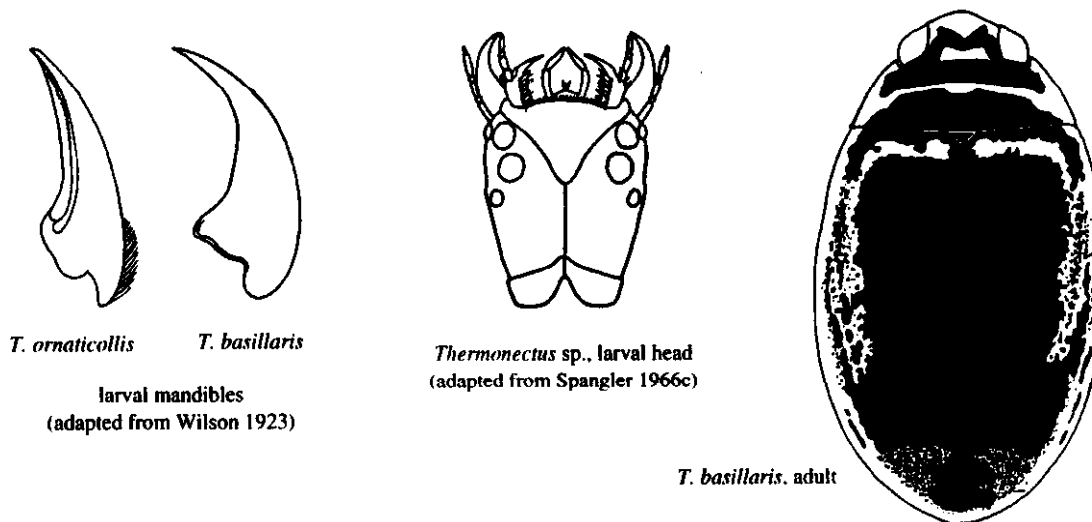 T. ornaticollis
T. basillaris
larval mandibles
(adapted from Wilson 1923)
Thermonectus sp., larval head
(adapted from Spangler 1966c)
T. basillaris. adult